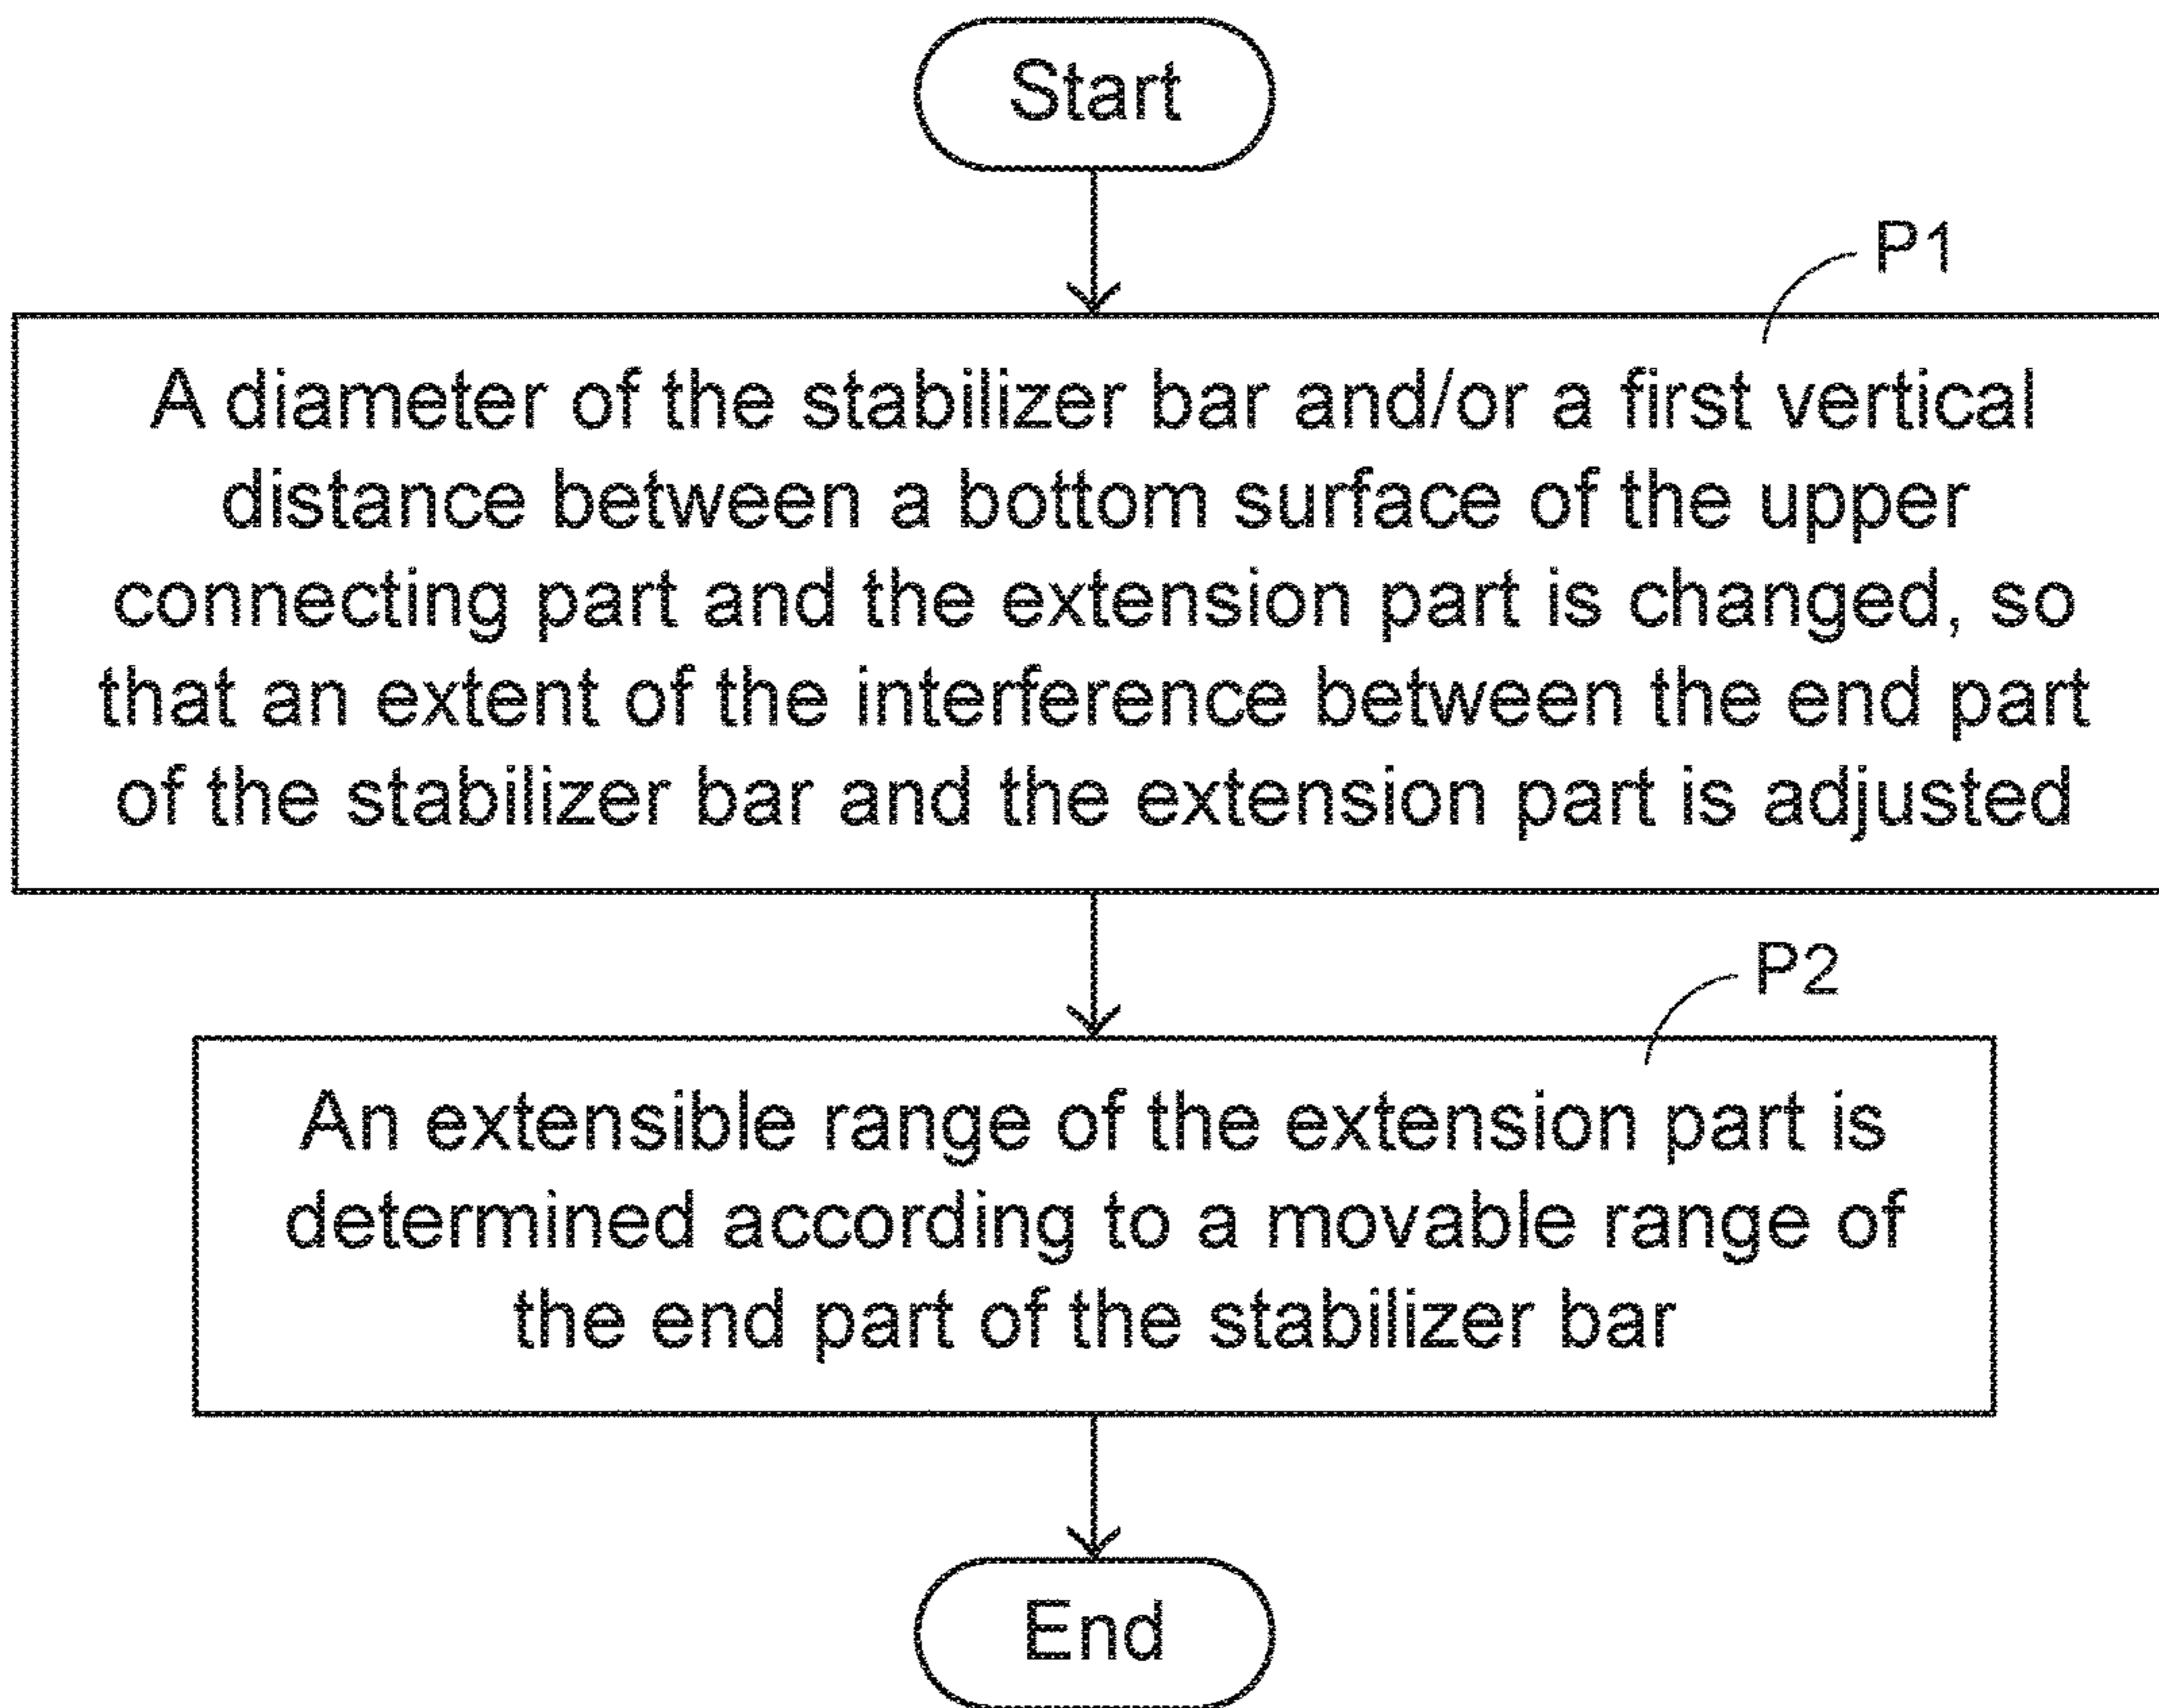 Start
P1
A diameter of the stabilizer bar and/or a first vertical
distance between a bottom surface of the upper
connecting part and the extension part is changed, so
that an extent of the interference between the end part
of the stabilizer bar and the extension part is adjusted
P2
An extensible range of the extension part is
determined according to a movable range of
the end part of the stabilizer bar
End